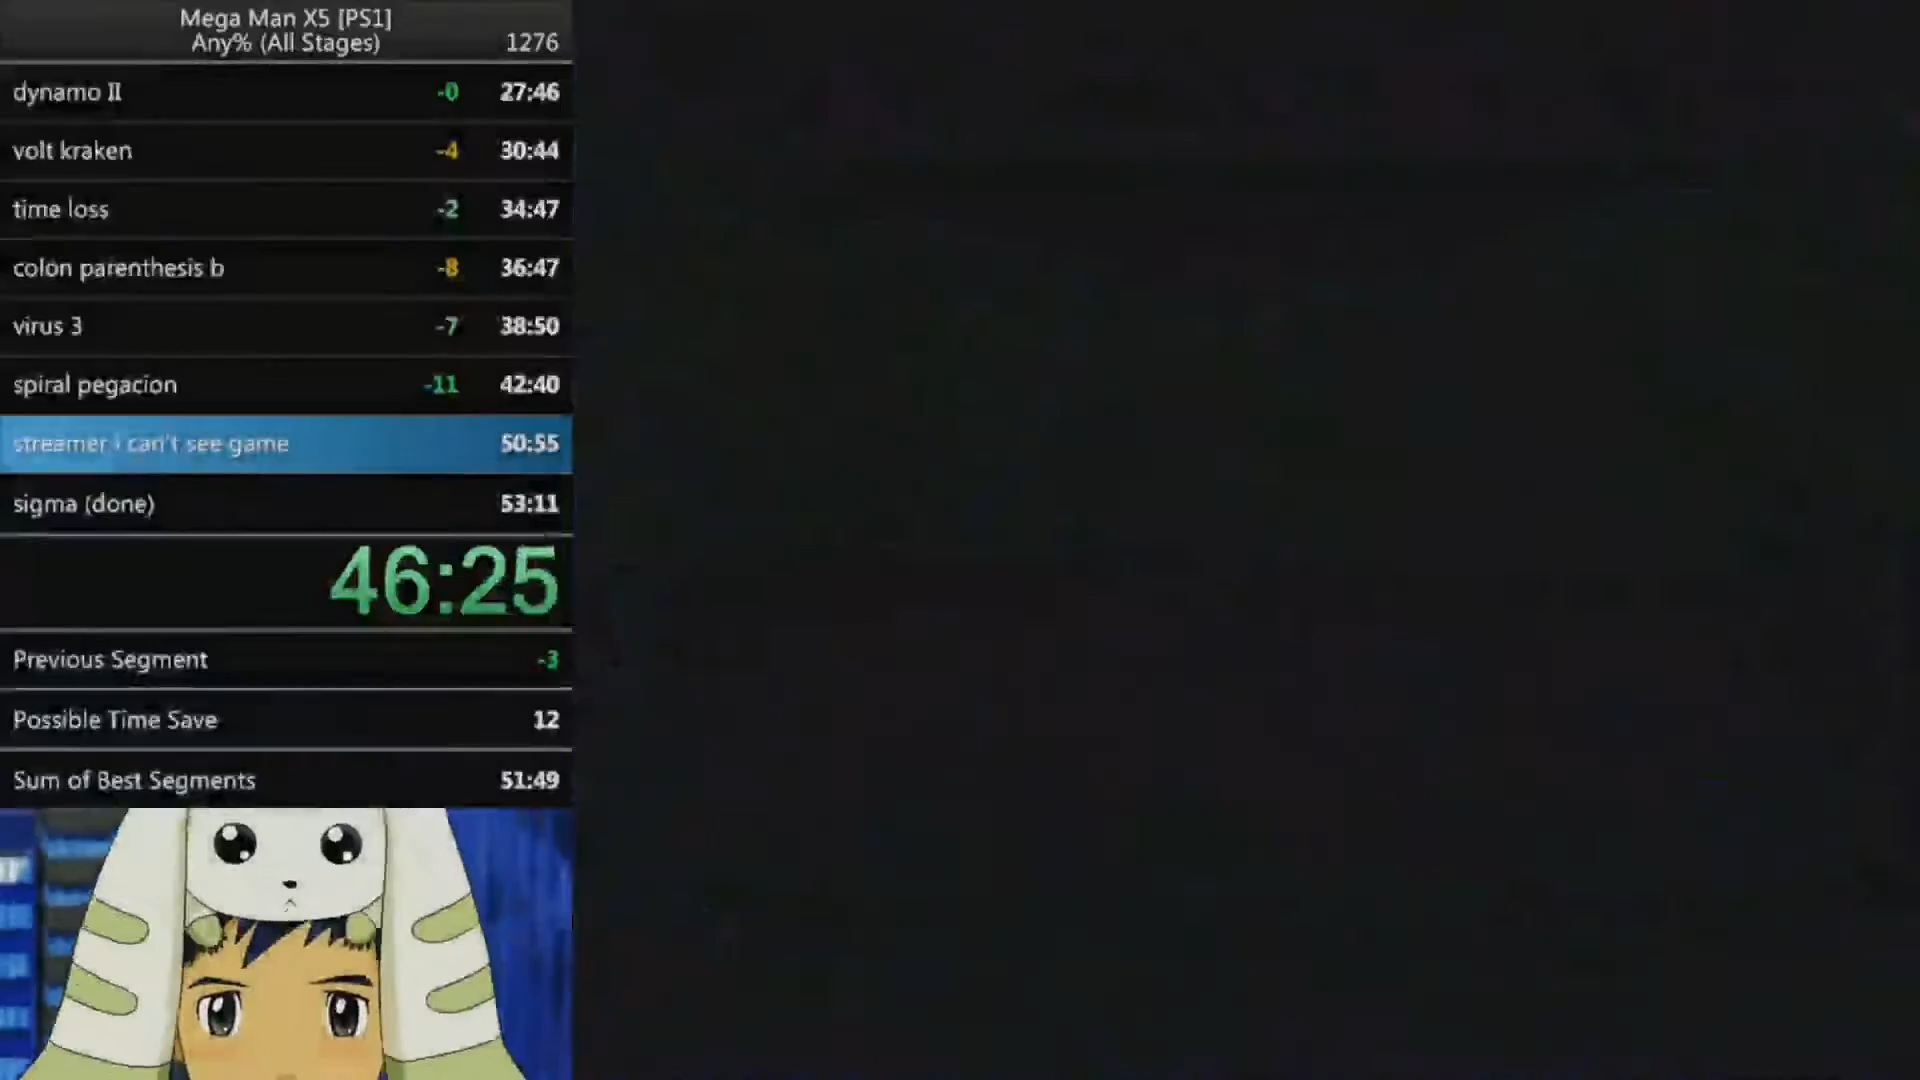 Mega Man X5 [PS1]
Any% (All Stages) 1276
dynamo II -0 27:46
volt kraken -4 30:44
time loss -2 34:47
colon parenthesis b -8 36:47
virus 3 -7 38:50
spiral pegacion -11 42:40
streamer i can't see game 50:55
sigma (done) 53:11
46:25
Previous Segment -3
Possible Time Save 12
Sum of Best Segments 51:49